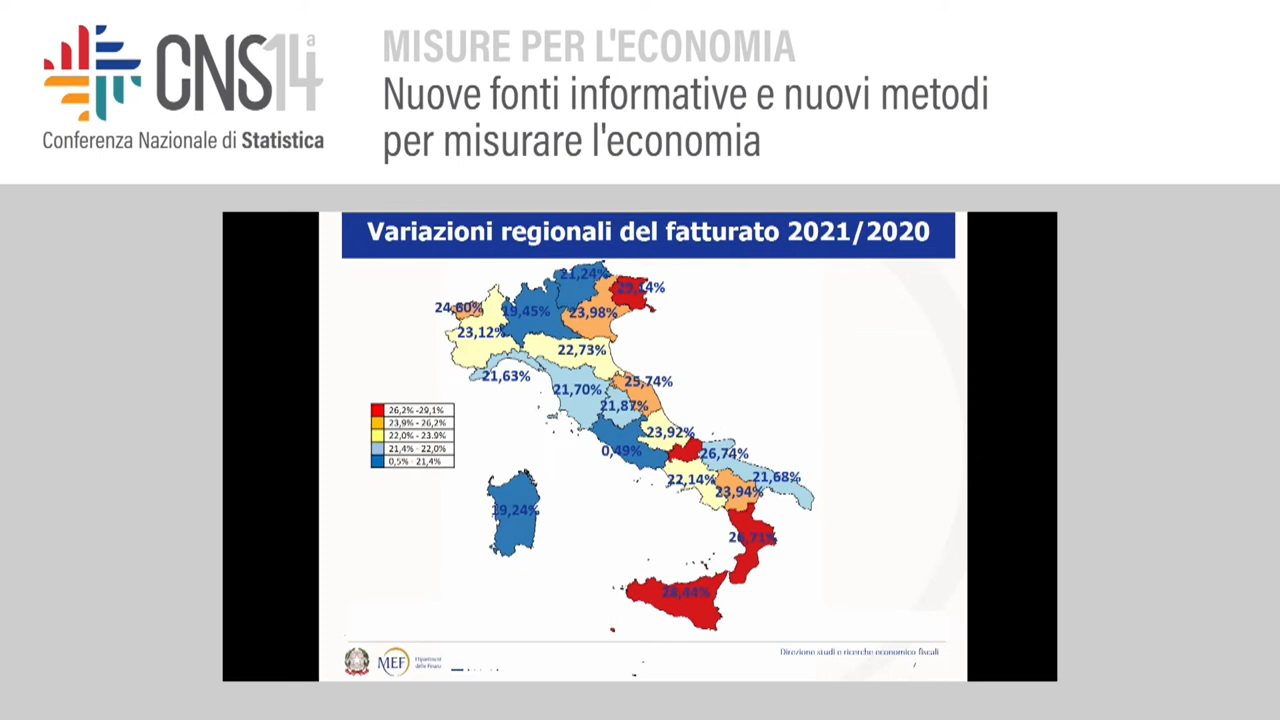 CNS14ª
Conferenza Nazionale di Statistica
MISURE PER L'ECONOMIA
Nuove fonti informative e nuovi metodi
per misurare l'economia
Variazioni regionali del fatturato 2021/2020
21,24%
29,14%
24,60%
19,45%
23,98%
23,12%
22,73%
21,63%
21,70%
25,74%
21,87%
26,2% -29,1%
23,9% - 26,2%
22,0% - 23.9%
21,4% - 22,0%
0,5% - 21,4%
23,92%
0,49%
26,74%
22,14%
21,68%
23,94%
19,24%
26,71%
28,44%
MEF
Dipartimento
delle Finanze
Direzione studi e ricerche economico fiscali